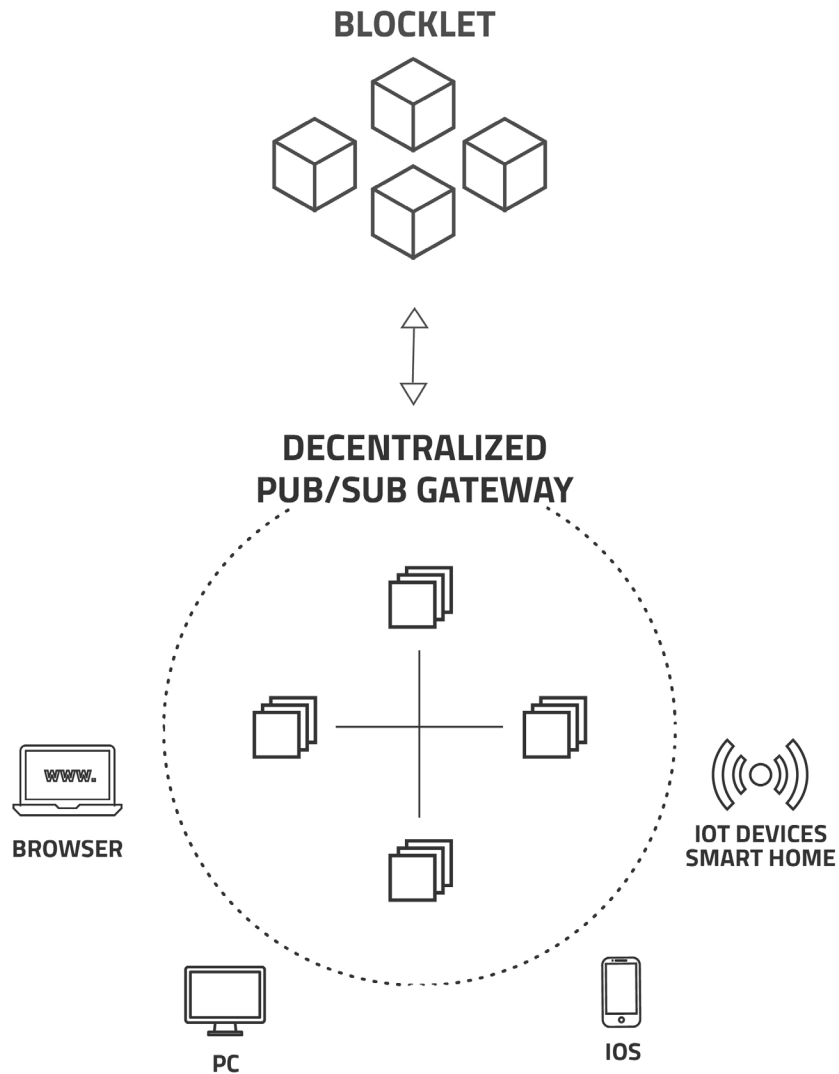 BLOCKLET
DECENTRALIZED
PUB/SUB GATEWAY
WWW.
BROWSER
IOT DEVICES
SMART HOME
PC
IOS